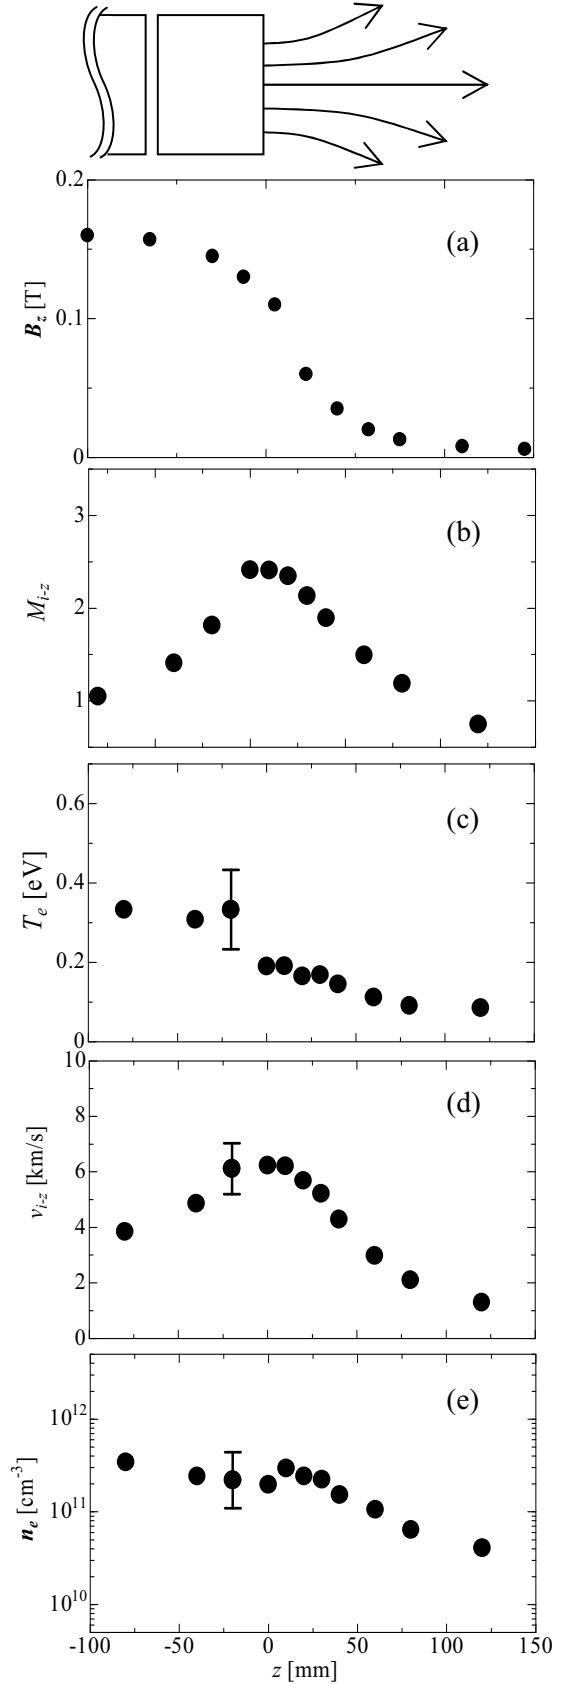 0.2
(a)
B_z [T]
0.1
0
3
(b)
M_{i-z}
2
1
0.6
(c)
T_e [eV]
0.4
0.2
0
10
(d)
8
v_{i-z} [km/s]
6
4
2
0
(e)
10^{12}
n_e [cm^{-3}]
10^{11}
10^{10}
-100 -50 0 50 100 150
z [mm]